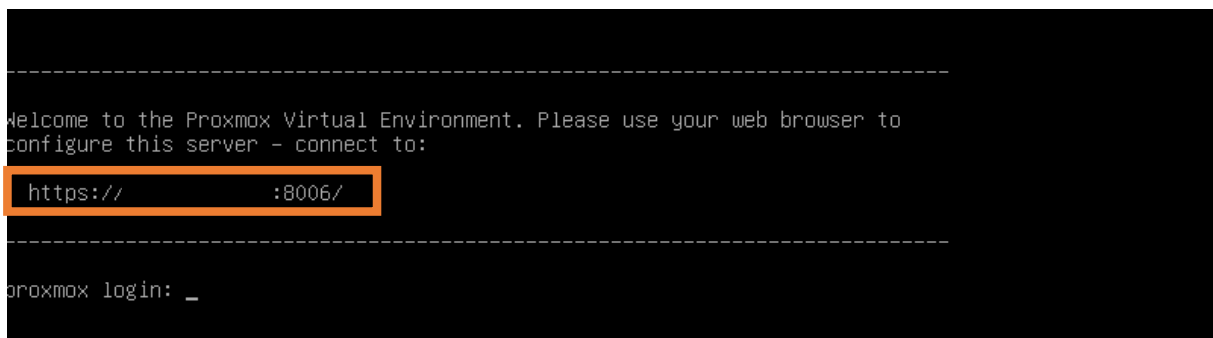 --------------------------------------------------------------------------------
Welcome to the Proxmox Virtual Environment. Please use your web browser to
configure this server - connect to:
https:// :8006/
--------------------------------------------------------------------------------
proxmox login: _